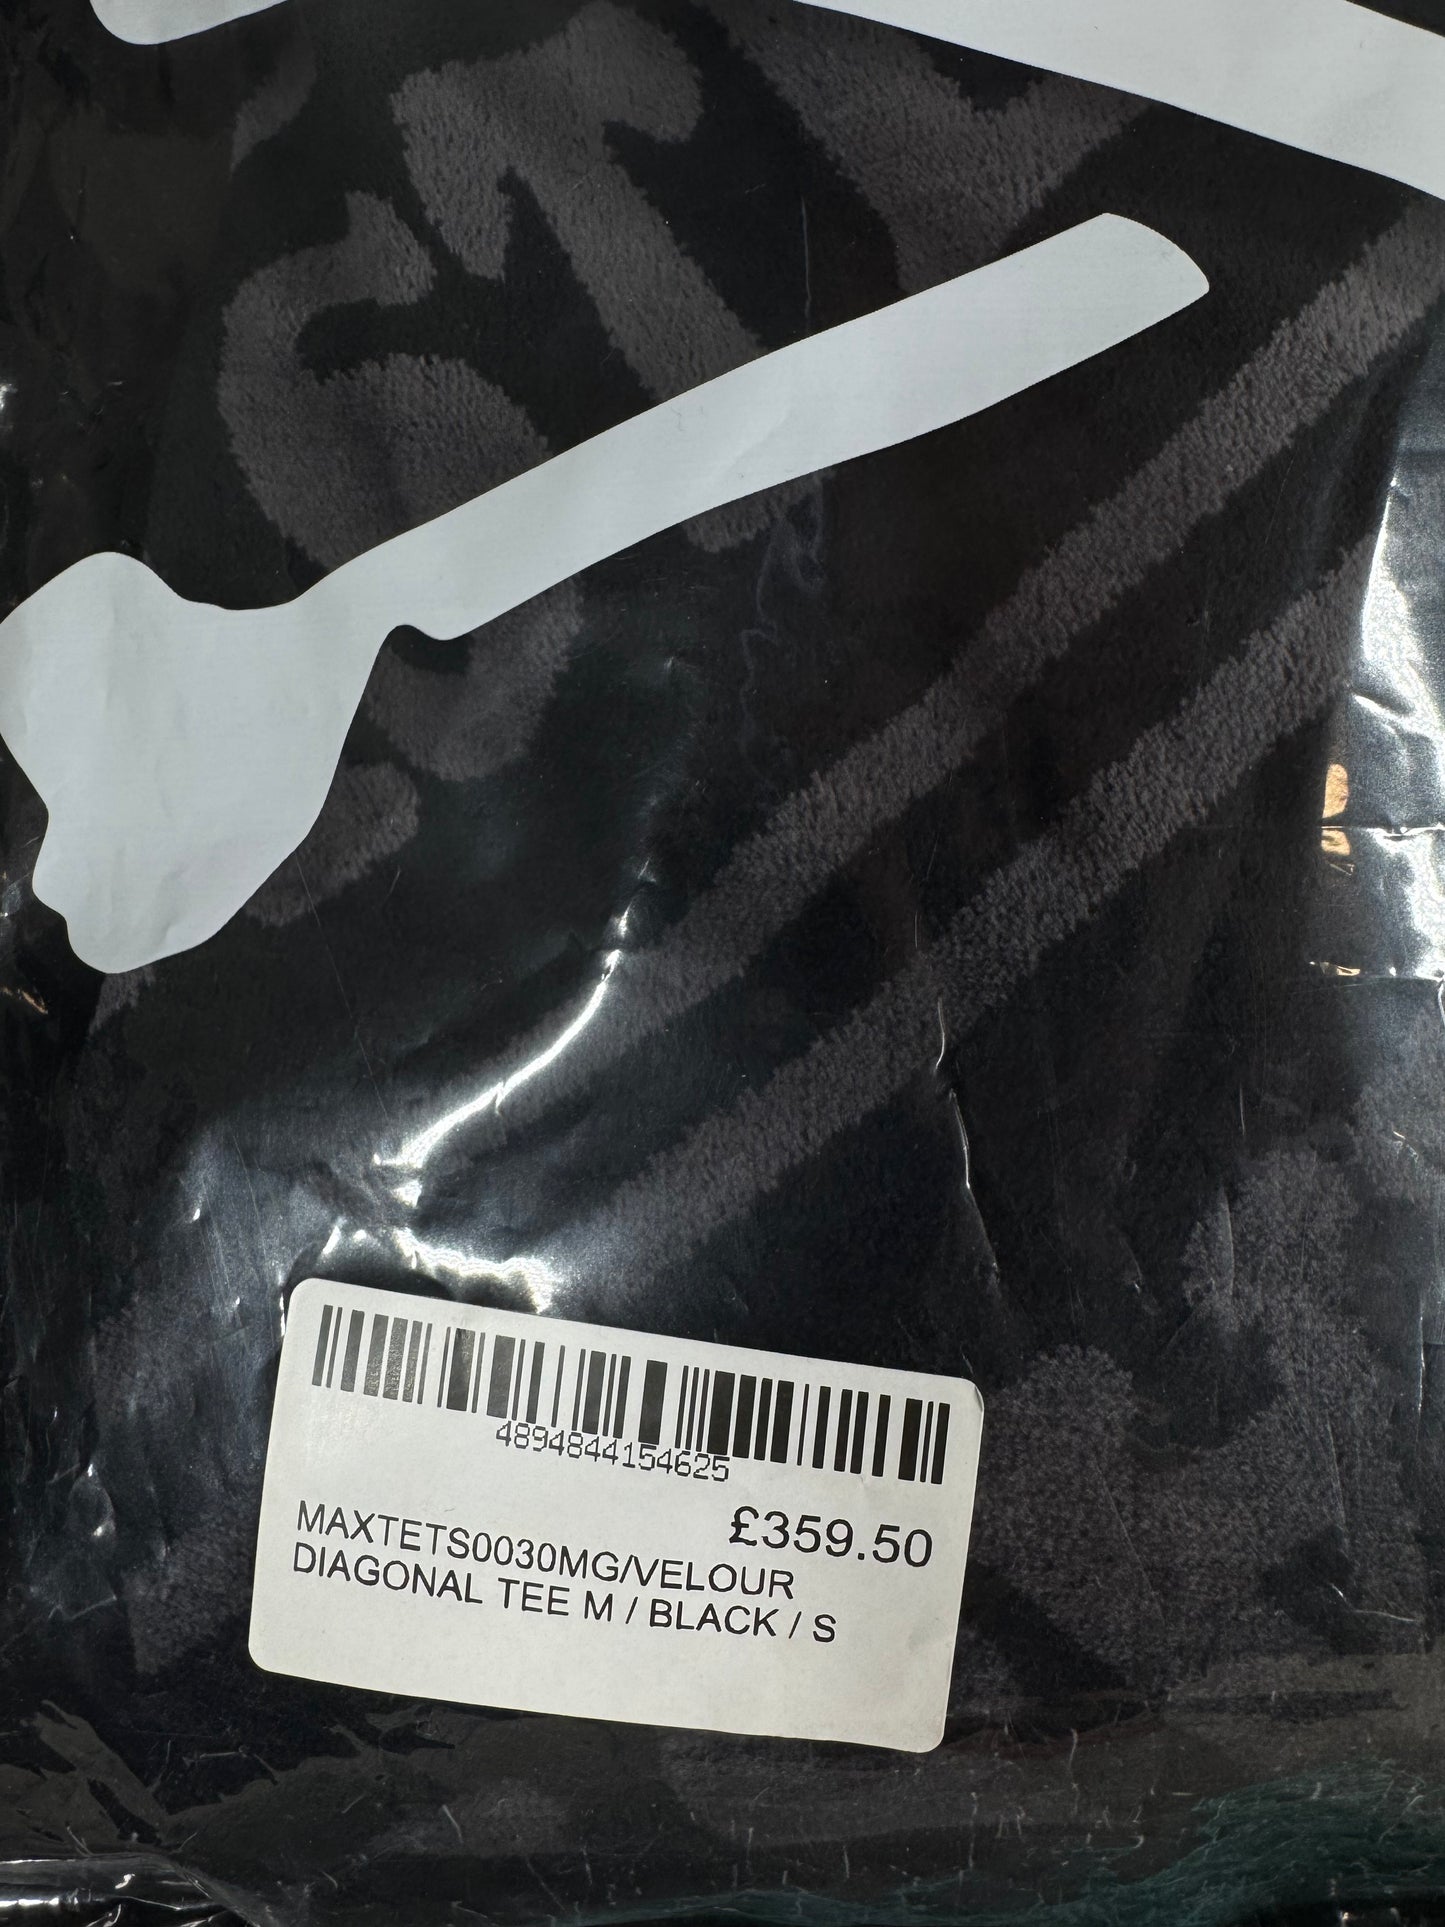 4894844154625
£359.50
MAXTETS0030MG/VELOUR
DIAGONAL TEE M / BLACK / S